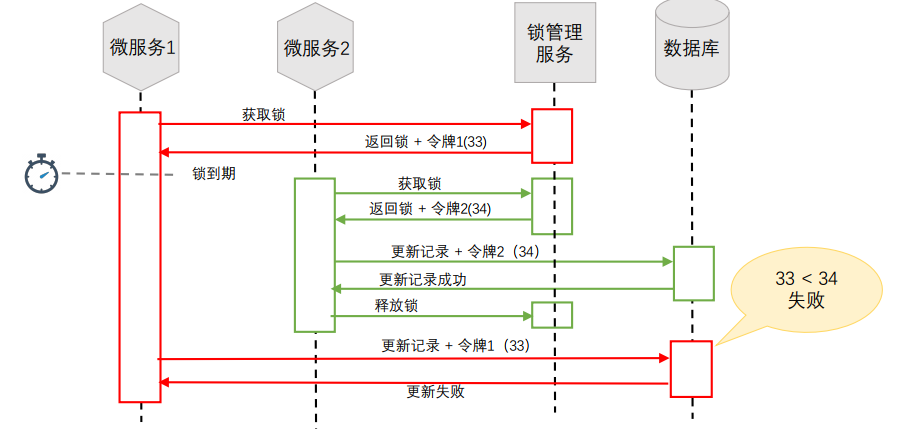 微服务1
微服务2
锁管理
服务
数据库
获取锁
返回锁 + 令牌1(33)
锁到期
获取锁
返回锁 + 令牌2(34)
更新记录 + 令牌2（34）
更新记录成功
33 < 34
失败
释放锁
更新记录 + 令牌1（33）
更新失败